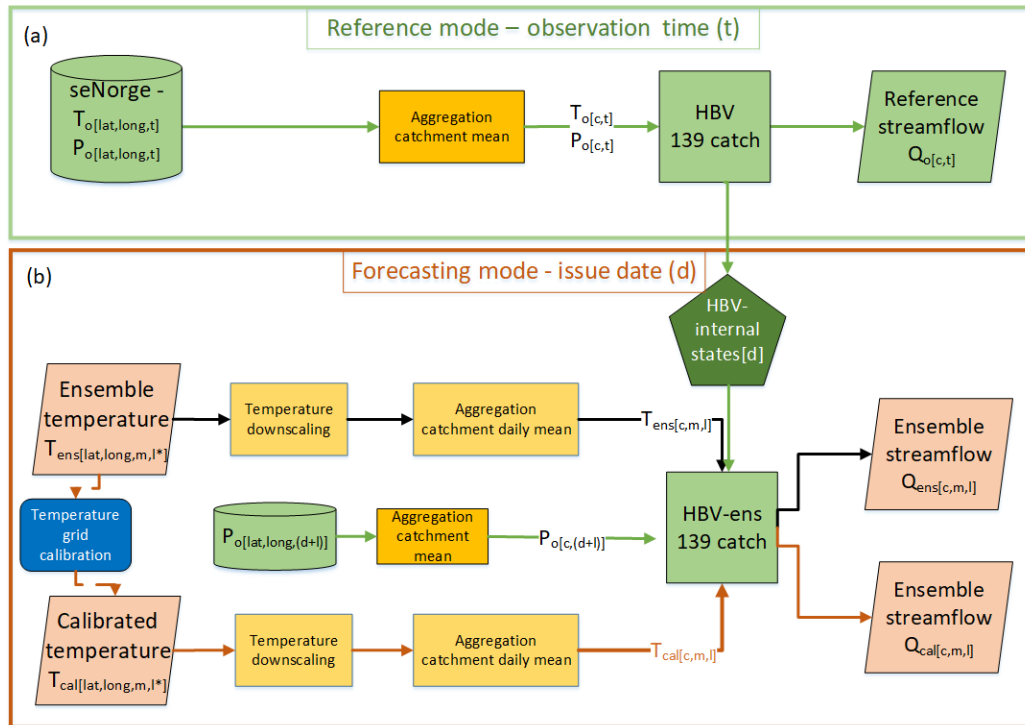 (a)
Reference mode – observation time (t)
seNorge -
To[lat,long,t]
Po[lat,long,t]
Aggregation
catchment mean
To[c,t]
Po[c,t]
HBV
139 catch
Reference
streamflow
Qo[c,t]
(b)
Forecasting mode - issue date (d)
HBV-
internal
states[d]
Ensemble
temperature
Tens[lat,long,m,l*]
Temperature
downscaling
Aggregation
catchment daily mean
Tens[c,m,l]
Ensemble
streamflow
Qens[c,m,l]
Temperature
grid
calibration
Po[lat,long,(d+l)]
Aggregation
catchment
mean
Po[c,(d+l)]
HBV-ens
139 catch
Calibrated
temperature
Tcal[lat,long,m,l*]
Temperature
downscaling
Aggregation
catchment daily mean
Tcal[c,m,l]
Ensemble
streamflow
Qcal[c,m,l]